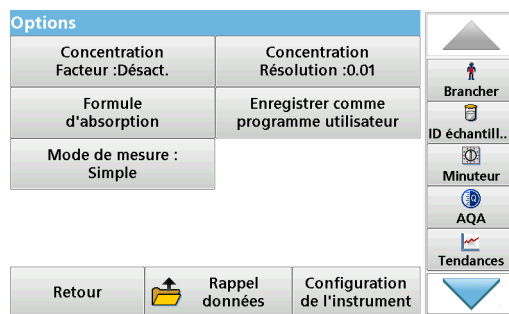 Options
Concentration
Facteur :Désact.
Concentration
Résolution :0.01
Formule
d'absorption
Enregistrer comme
programme utilisateur
Mode de mesure :
Simple
Brancher
ID échantill..
Minuteur
AQA
Tendances
Retour
Rappel
données
Configuration
de l'instrument